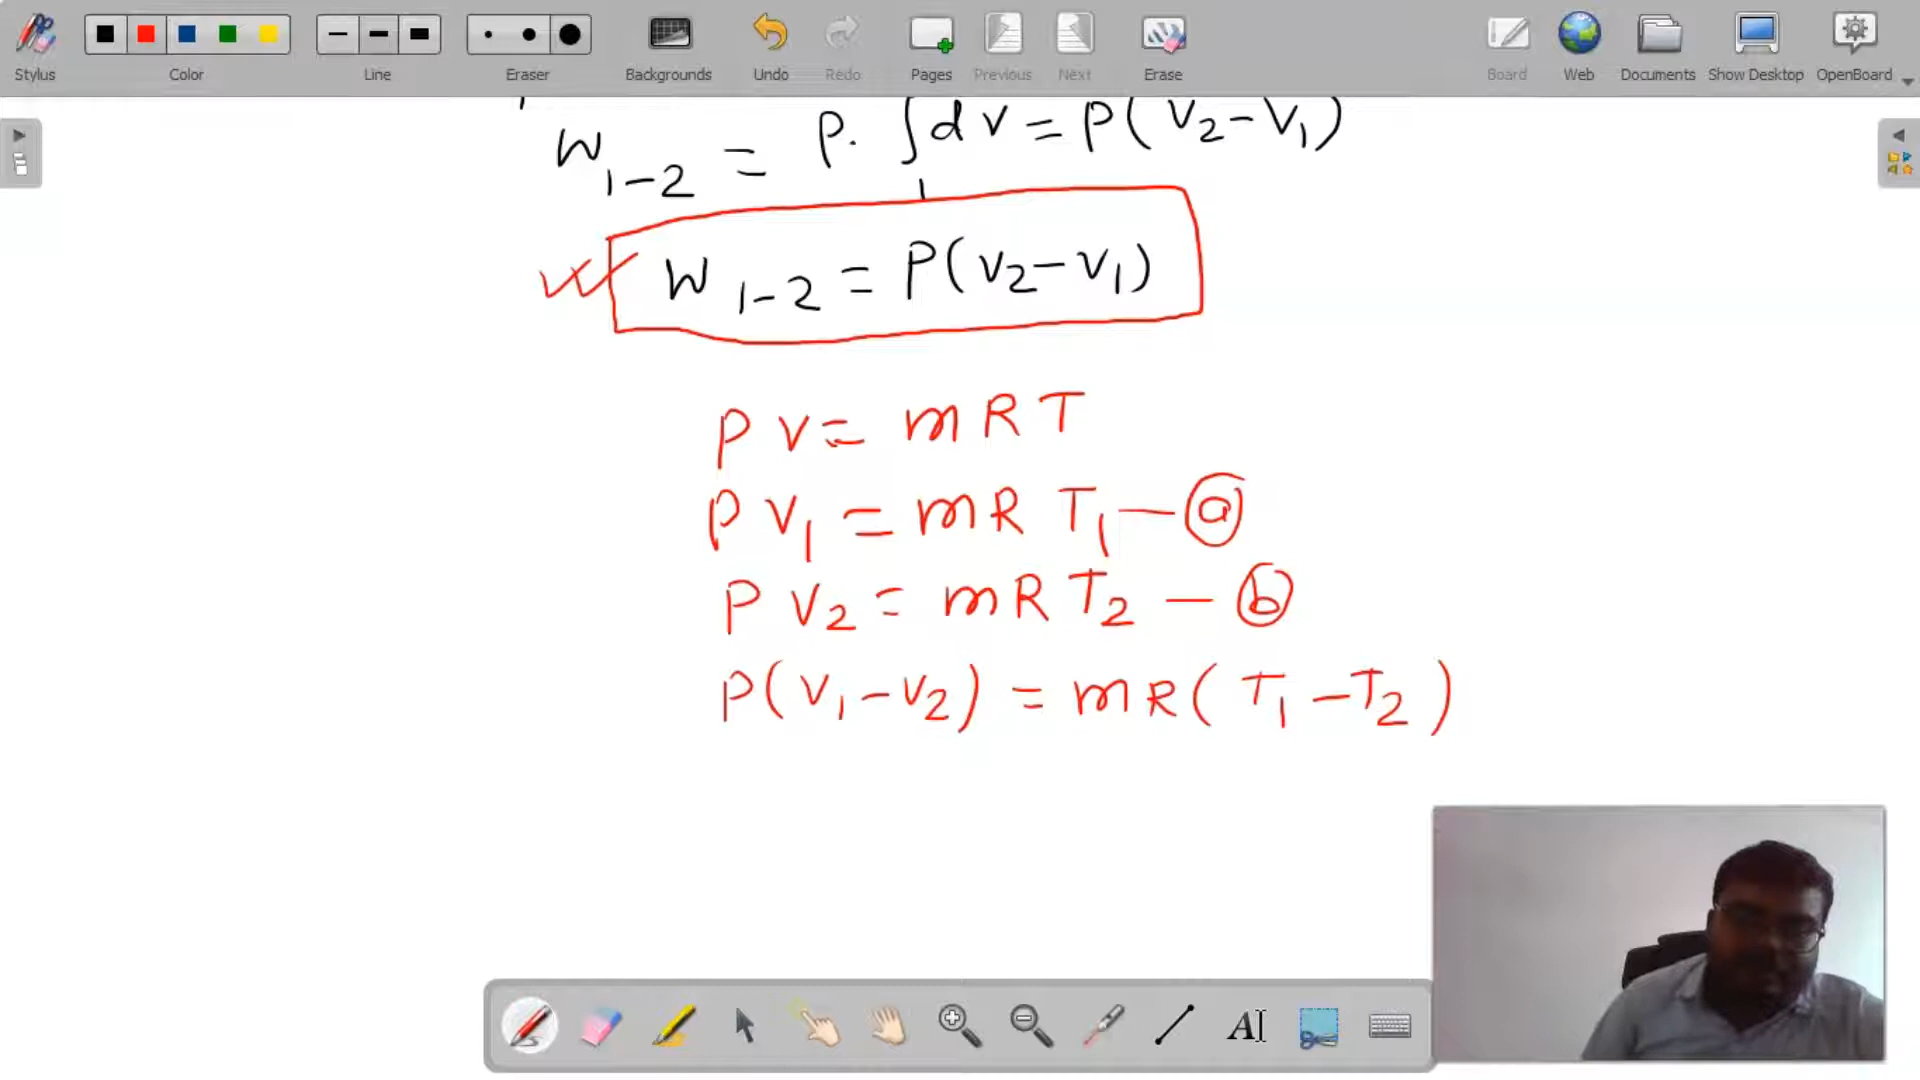 Stylus Color Line Eraser Backgrounds Undo Redo Pages Previous Next Erase Board Web Documents Show Desktop OpenBoard
W₁₋₂ = P. ∫₁ dV = P(V₂-V₁)
W₁₋₂ = P(V₂-V₁)
PV = mRT
PV₁ = mRT₁ — ⓐ
PV₂ = mRT₂ — ⓑ
P(V₁-V₂) = mR(T₁-T₂)
A